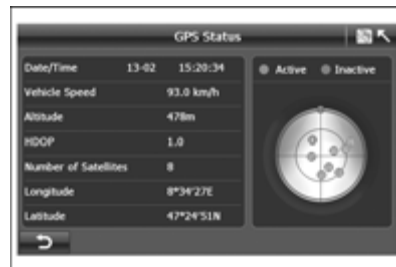 GPS Status
Date/Time 13-02 15:20:34
Active Inactive
Vehicle Speed 93.0 km/h
Altitude 478m
HDOP 1.0
Number of Satellites 8
Longitude 8°34'27E
Latitude 47°24'51N